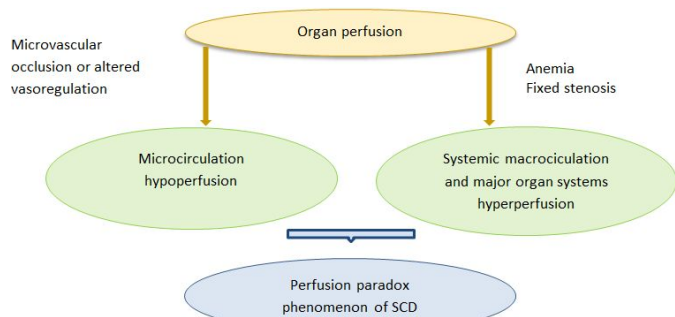 Organ perfusion
Microvascular
occlusion or altered
vasoregulation
Anemia
Fixed stenosis
Microcirculation
hypoperfusion
Systemic macrociculation
and major organ systems
hyperperfusion
Perfusion paradox
phenomenon of SCD